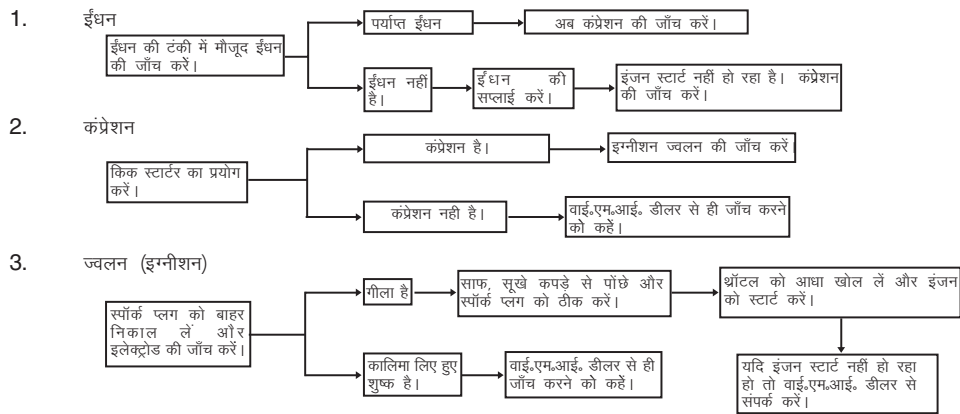 1. ईंधन
ईंधन की टंकी में मौजूद ईंधन
की जाँच करें।
पर्याप्त ईंधन
अब कंप्रेशन की जाँच करें।
ईंधन नहीं
है।
ईंधन की
सप्लाई करें।
इंजन स्टार्ट नहीं हो रहा है। कंप्रेशन
की जाँच करें।
2. कंप्रेशन
किक स्टार्टर का प्रयोग
करें।
कंप्रेशन है।
इग्नीशन ज्वलन की जाँच करें।
कंप्रेशन नही है।
वाई॰एम॰आई॰ डीलर से ही जाँच करने
को कहें।
3. ज्वलन (इग्नीशन)
स्पॉर्क प्लग को बाहर
निकाल लें और
इलेक्ट्रोड की जाँच करें।
गीला है
साफ, सूखे कपड़े से पोंछे और
स्पॉर्क प्लग को ठीक करें।
थ्रॉटल को आधा खोल लें और इंजन
को स्टार्ट करें।
कालिमा लिए हुए
शुष्क है।
वाई॰एम॰आई॰ डीलर से ही
जाँच करने को कहें।
यदि इंजन स्टार्ट नहीं हो रहा
हो तो वाई॰एम॰आई॰ डीलर से
संपर्क करें।